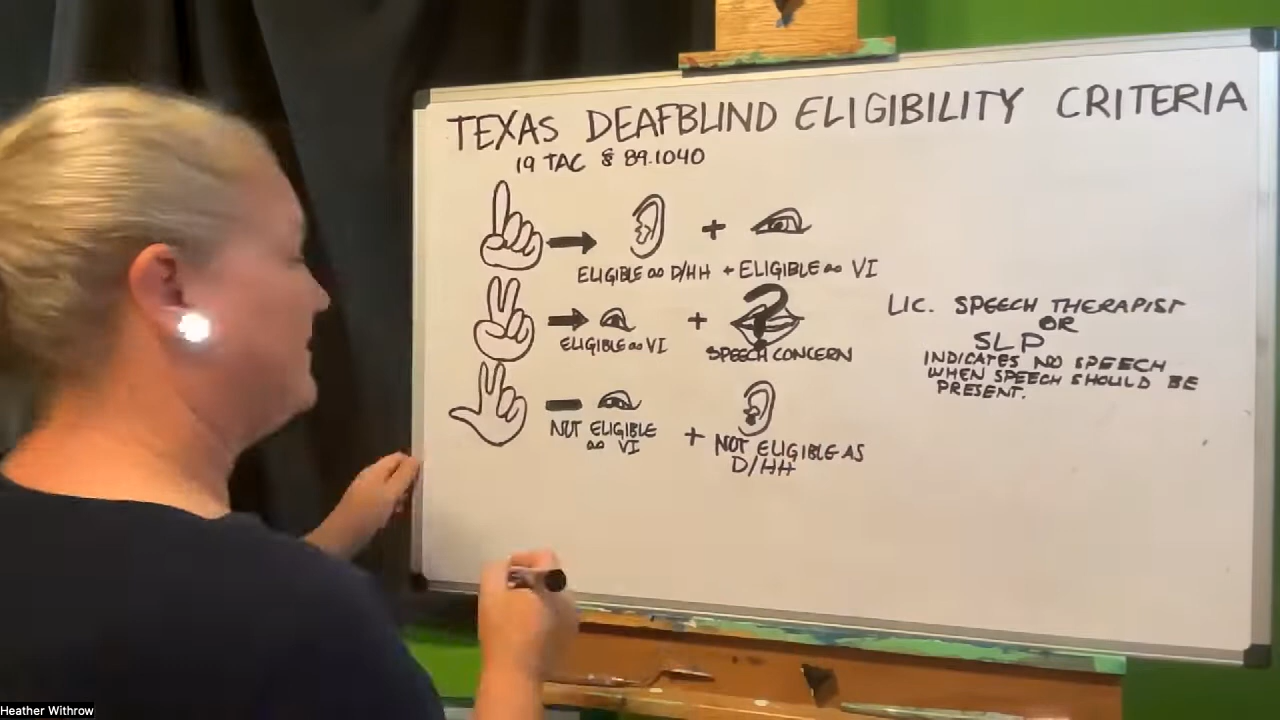 TEXAS DEAFBLIND ELIGIBILITY CRITERIA
19 TAC § 89.1040
ELIGIBLE as D/HH + ELIGIBLE as VI
ELIGIBLE as VI
+
?
SPEECH CONCERN
LIC. SPEECH THERAPIST
OR
SLP
INDICATES NO SPEECH
WHEN SPEECH SHOULD BE
PRESENT.
NOT ELIGIBLE
as VI
+ NOT ELIGIBLE AS
D/HH
Heather Withrow